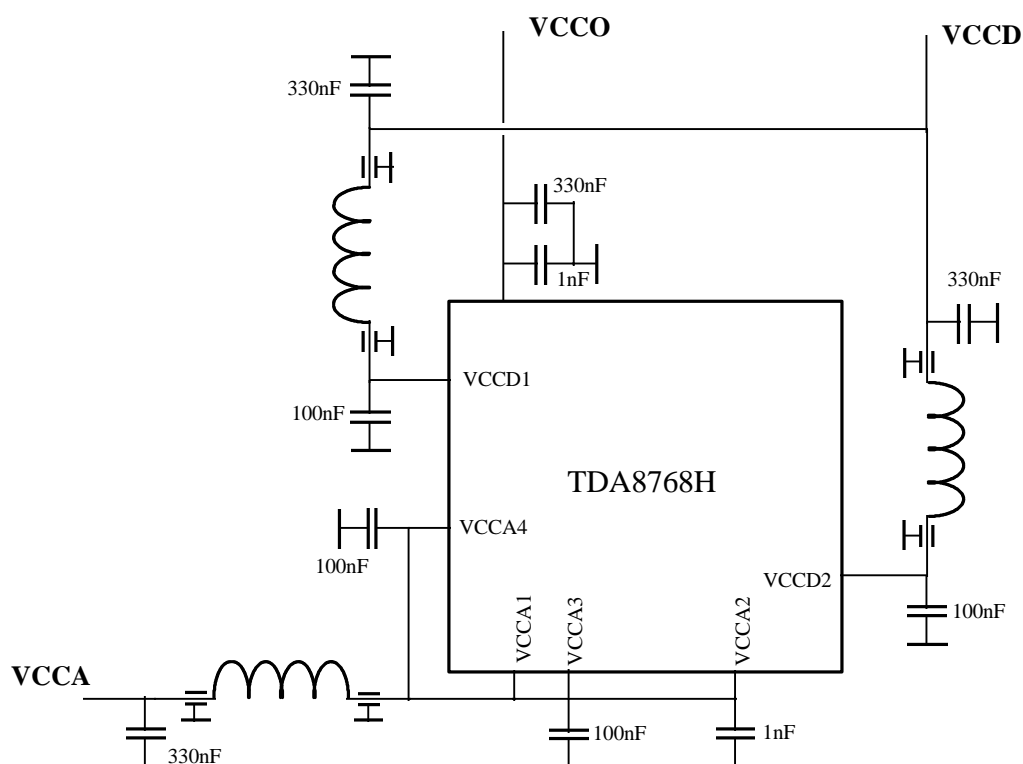 VCCO
VCCD
330nF
330nF
1nF
330nF
VCCD1
100nF
TDA8768H
VCCA4
100nF
VCCD2
VCCA1
VCCA3
VCCA2
100nF
VCCA
100nF
1nF
330nF